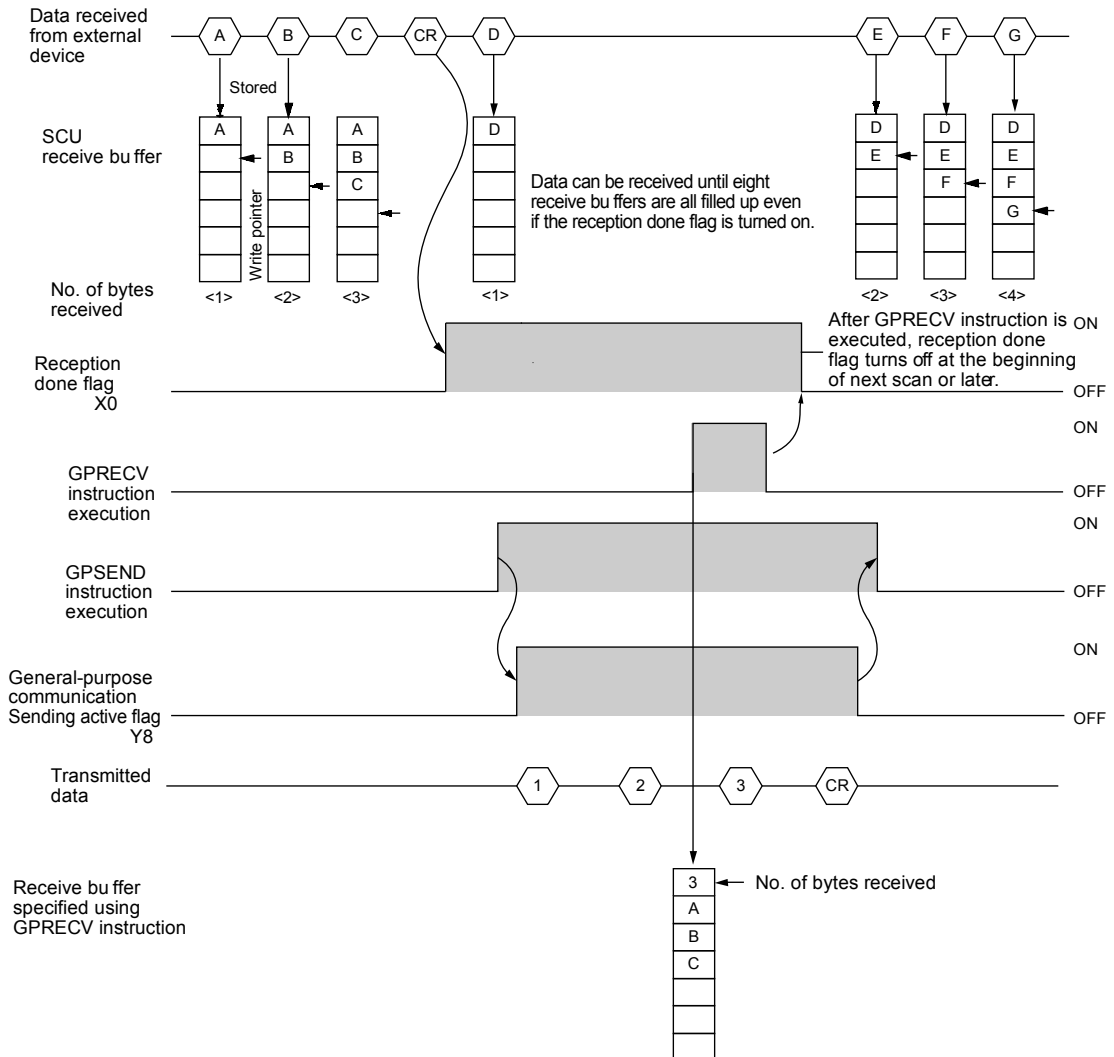 Data received
from external
device
A B C CR D E F G
Stored
SCU
receive bu ffer
A A A D D D D
B B E E E
C F F
G
Write pointer
Data can be received until eight
receive bu ffers are all filled up even
if the reception done flag is turned on.
No. of bytes
received
<1> <2> <3> <1> <2> <3> <4>
After GPRECV instruction is
executed, reception done
flag turns off at the beginning
of next scan or later.
ON
Reception
done flag
X0
OFF
ON
GPRECV
instruction
execution
OFF
ON
GPSEND
instruction
execution
OFF
ON
General-purpose
communication
Sending active flag
Y8
OFF
Transmitted
data
1 2 3 CR
Receive bu ffer
specified using
GPRECV instruction
3 No. of bytes received
A
B
C